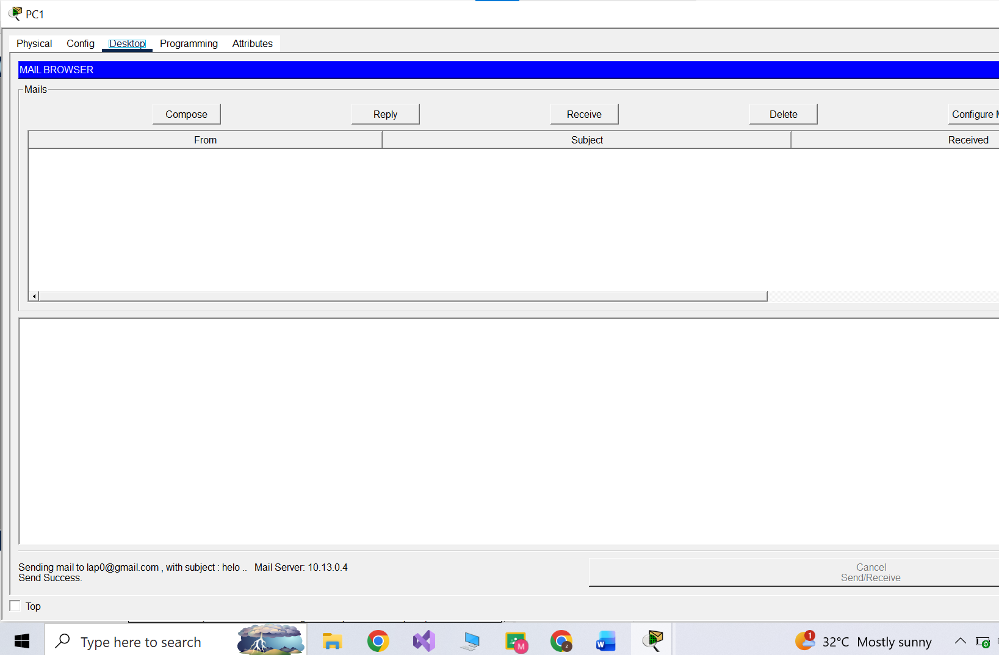 PC1
Physical Config Desktop Programming Attributes
MAIL BROWSER
Mails
Compose Reply Receive Delete Configure
From Subject Received
Sending mail to lap0@gmail.com , with subject : helo .. Mail Server: 10.13.0.4
Send Success.
Cancel
Send/Receive
Top
Type here to search
M
z
W
1
32°C Mostly sunny